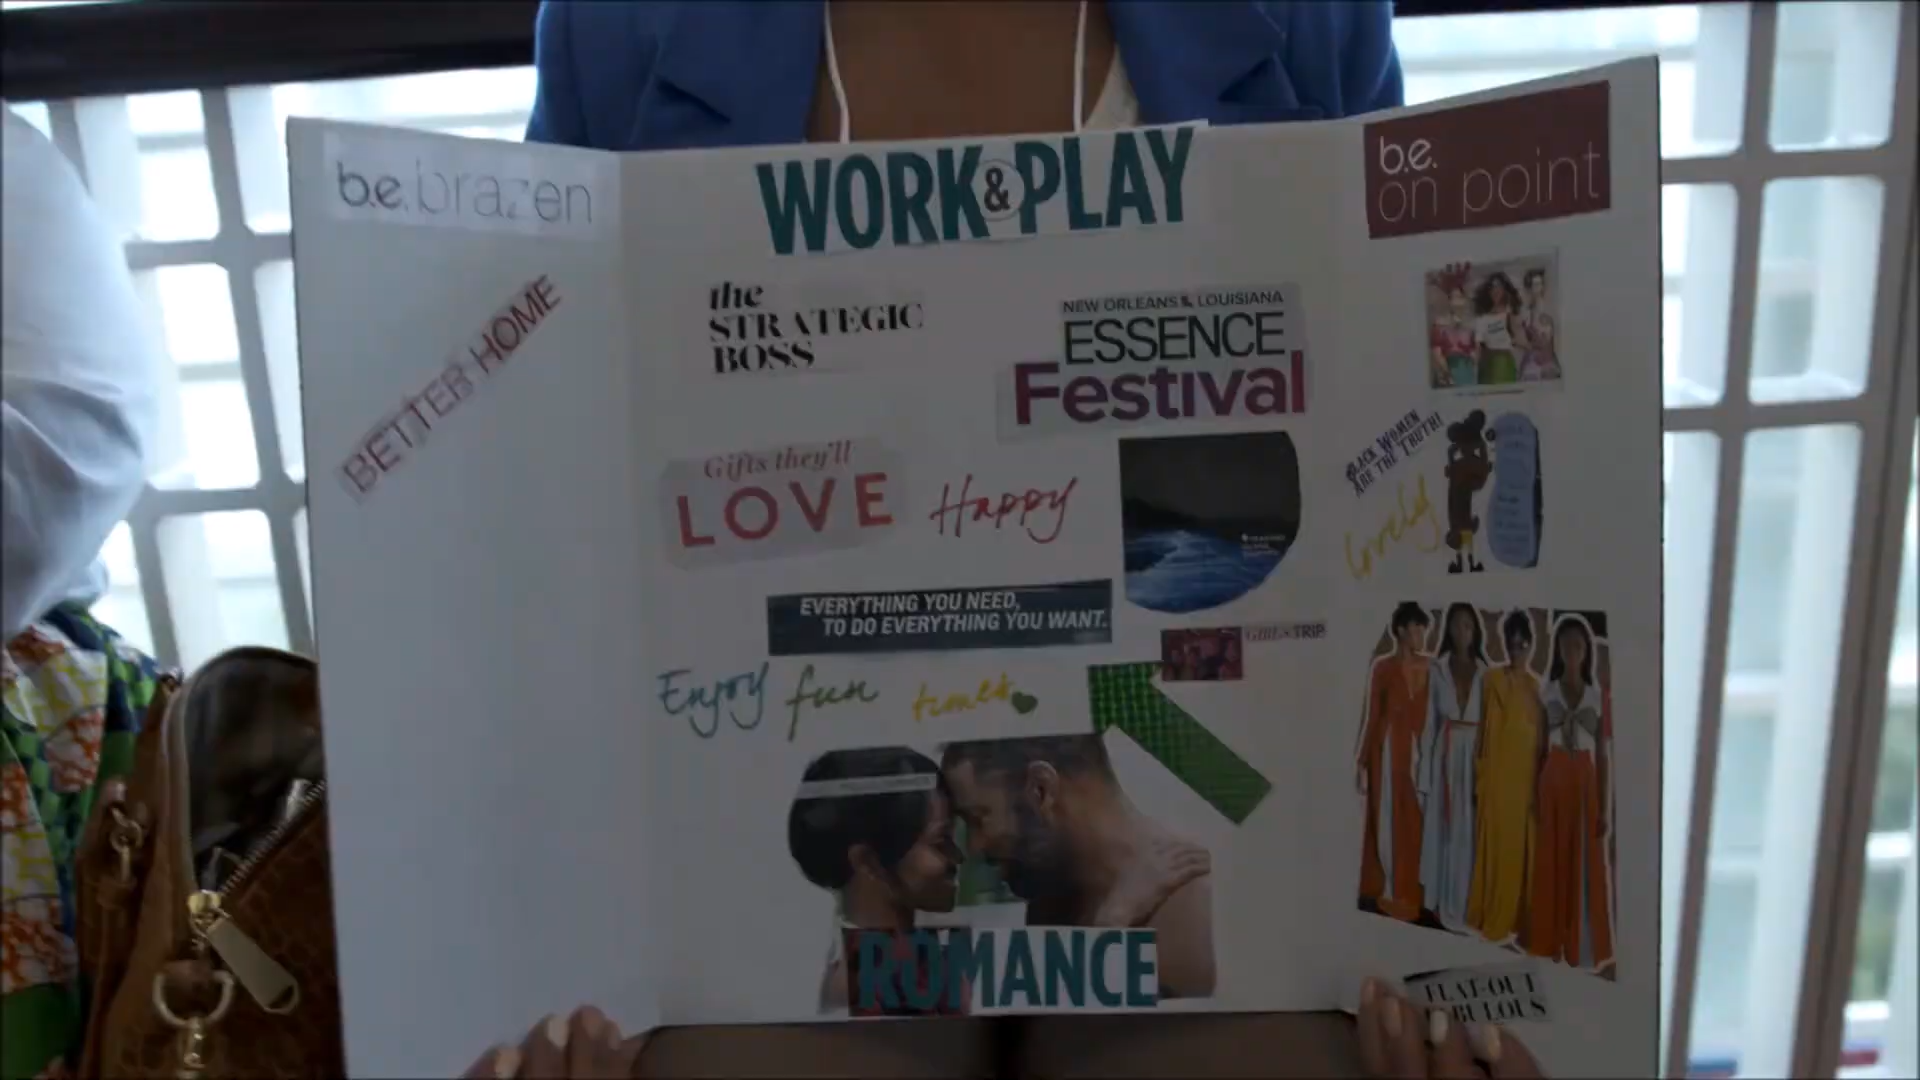 b.e. brazen
BETTER HOME
WORK & PLAY
the
STRATEGIC
BOSS
NEW ORLEANS & LOUISIANA
ESSENCE
Festival
Gifts they'll
LOVE
Happy
EVERYTHING YOU NEED,
TO DO EVERYTHING YOU WANT.
GIRLS TRIP
Enjoy fun times
ROMANCE
b.e.
on point
BLACK WOMEN
ARE THE TRUTH!
lovely
FLAT-OUT
FABULOUS